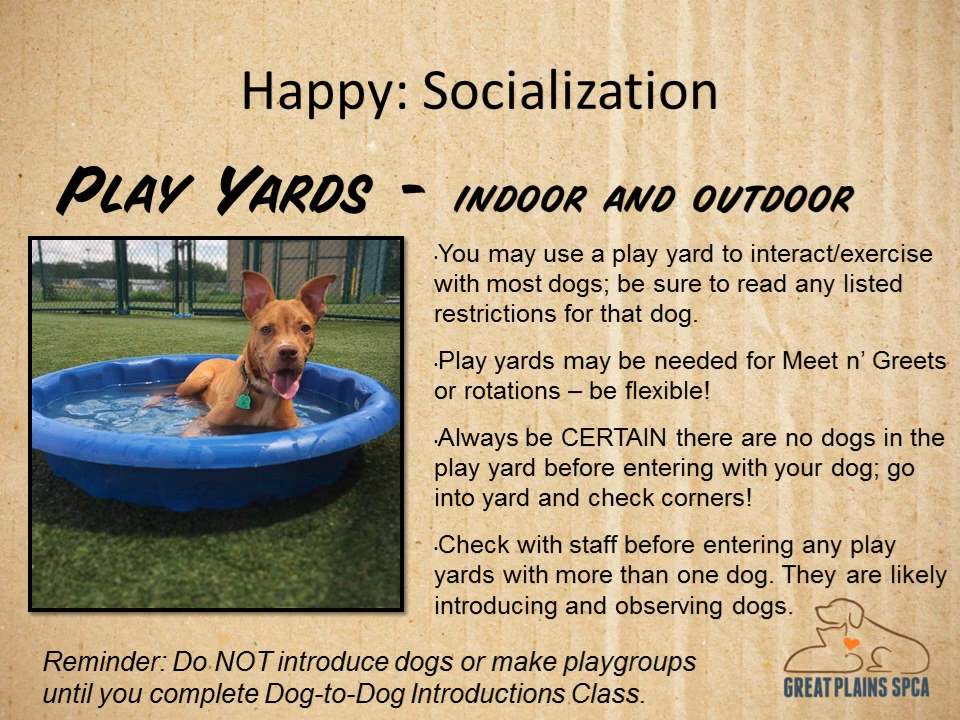 Happy: Socialization
PLAY YARDS - INDOOR AND OUTDOOR
•You may use a play yard to interact/exercise
with most dogs; be sure to read any listed
restrictions for that dog.
•Play yards may be needed for Meet n’ Greets
or rotations – be flexible!
•Always be CERTAIN there are no dogs in the
play yard before entering with your dog; go
into yard and check corners!
•Check with staff before entering any play
yards with more than one dog. They are likely
introducing and observing dogs.
Reminder: Do NOT introduce dogs or make playgroups
until you complete Dog-to-Dog Introductions Class.
GREAT PLAINS SPCA